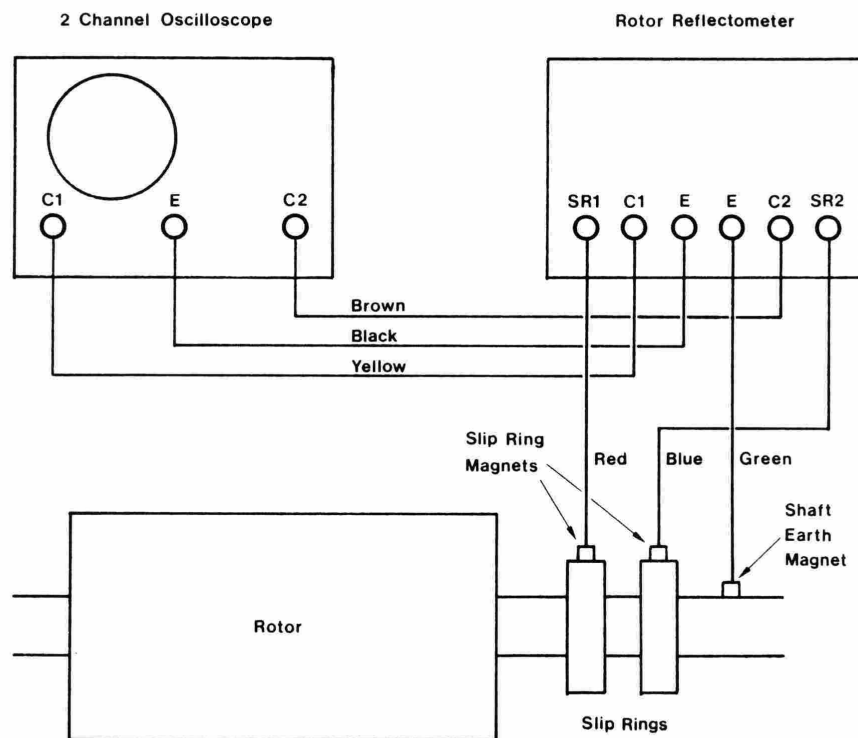 2 Channel Oscilloscope
Rotor Reflectometer
C1
E
C2
SR1
C1
E
E
C2
SR2
Brown
Black
Yellow
Slip Ring
Magnets
Red
Blue
Green
Shaft
Earth
Magnet
Rotor
Slip Rings